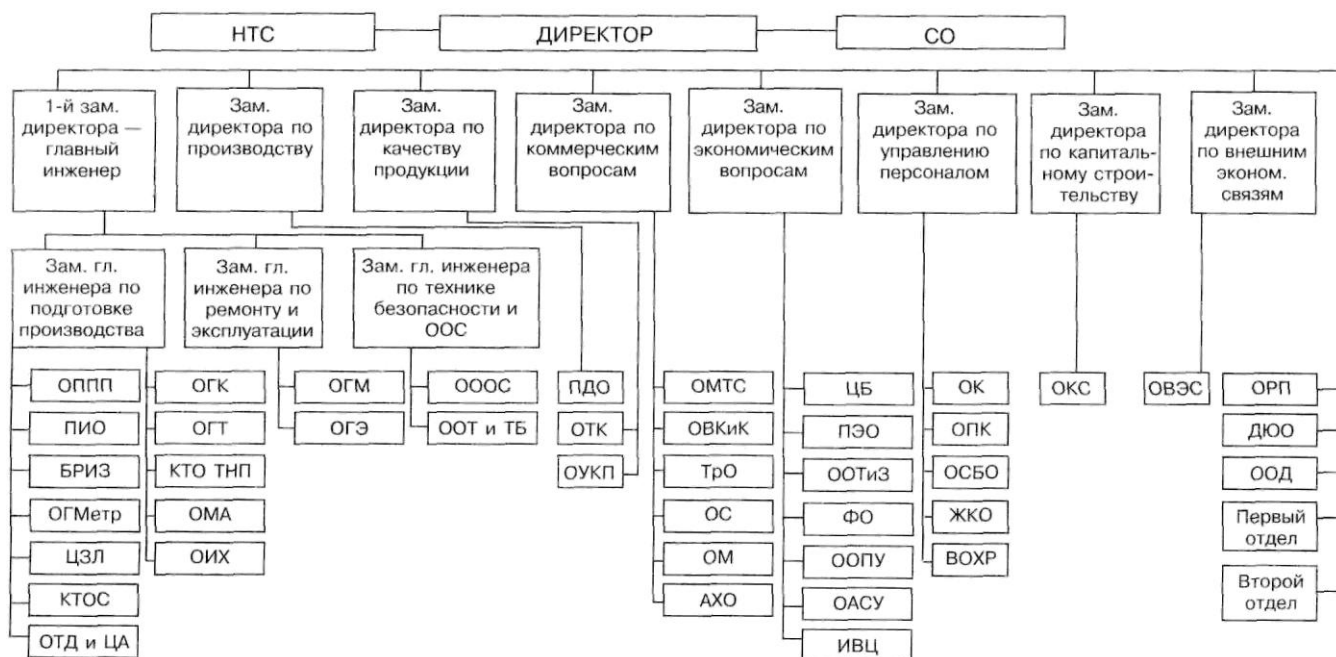 НТС
ДИРЕКТОР
СО
1-й зам.
директора —
главный
инженер
Зам.
директора по
производству
Зам.
директора по
качеству
продукции
Зам.
директора по
коммерческим
вопросам
Зам.
директора по
экономическим
вопросам
Зам.
директора по
управлению
персоналом
Зам.
директора
по капиталь-
ному строи-
тельству
Зам.
директора
по внешним
эконом.
связям
Зам. гл.
инженера по
подготовке
производства
Зам. гл.
инженера по
ремонту и
эксплуатации
Зам. гл. инженера
по технике
безопасности и
ООС
ОППП
ПИО
БРИЗ
ОГМетр
ЦЗЛ
КТОС
ОТД и ЦА
ОГК
ОГТ
КТО ТНП
ОМА
ОИХ
ОГМ
ОГЭ
ОООС
ООТ и ТБ
ПДО
ОТК
ОУКП
ОМТС
ОВКиК
ТрО
ОС
ОМ
АХО
ЦБ
ПЭО
ООТиЗ
ФО
ООПУ
ОАСУ
ИВЦ
ОК
ОПК
ОСБО
ЖКО
ВОХР
ОКС
ОВЭС
ОРП
ДЮО
ООД
Первый
отдел
Второй
отдел